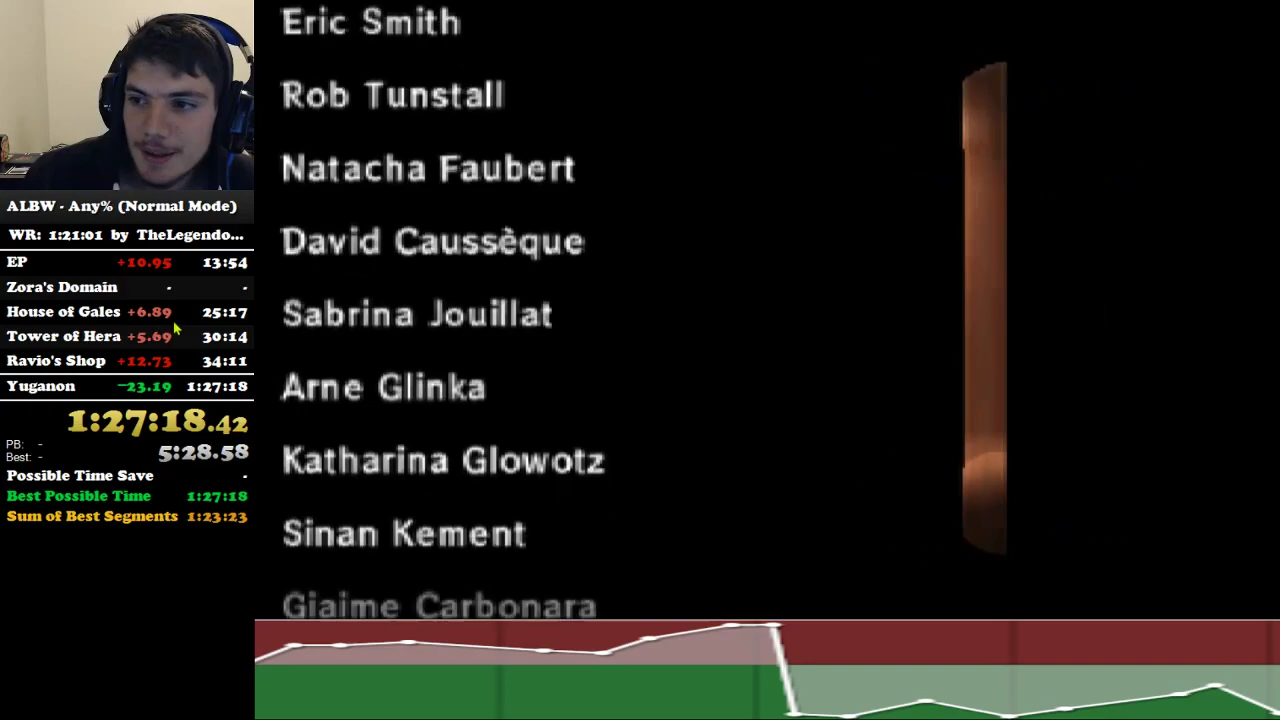 Eric Smith
Rob Tunstall
Natacha Faubert
David Caussèque
Sabrina Jouillat
Arne Glinka
Katharina Glowotz
Sinan Kement
Giaime Carbonara
ALBW - Any% (Normal Mode)
WR: 1:21:01 by TheLegendo...
EP +10.95 13:54
Zora's Domain - -
House of Gales +6.89 25:17
Tower of Hera +5.69 30:14
Ravio's Shop +12.73 34:11
Yuganon −23.19 1:27:18
1:27:18.42
PB: -
Best: - 5:28.58
Possible Time Save -
Best Possible Time 1:27:18
Sum of Best Segments 1:23:23